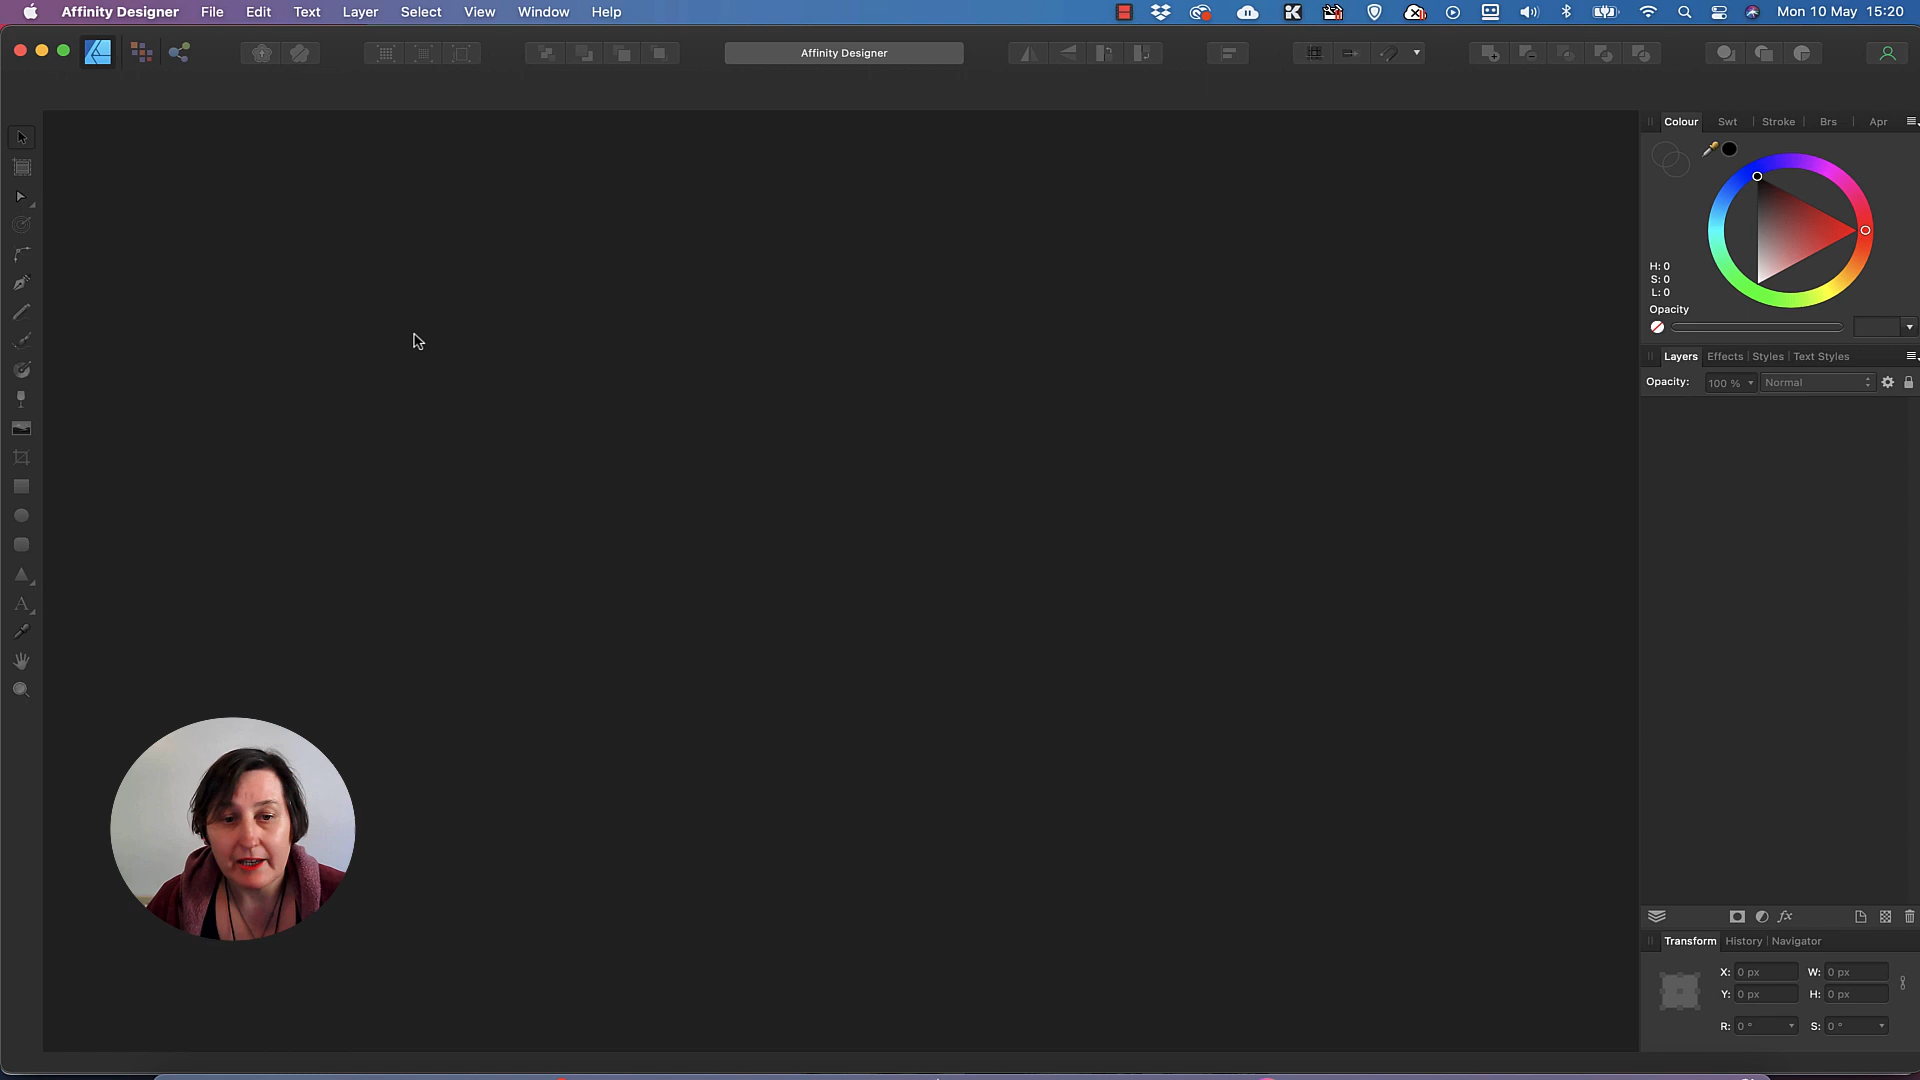 Affinity Designer File Edit Text Layer Select View Window Help Mon 10 May 15:20
Affinity Designer
Colour Swt Stroke Brs Apr
H: 0
S: 0
L: 0
Opacity
Layers Effects Styles Text Styles
Opacity: 100 % Normal
fx
Transform History Navigator
X: 0 px W: 0 px
Y: 0 px H: 0 px
R: 0 ° S: 0 °